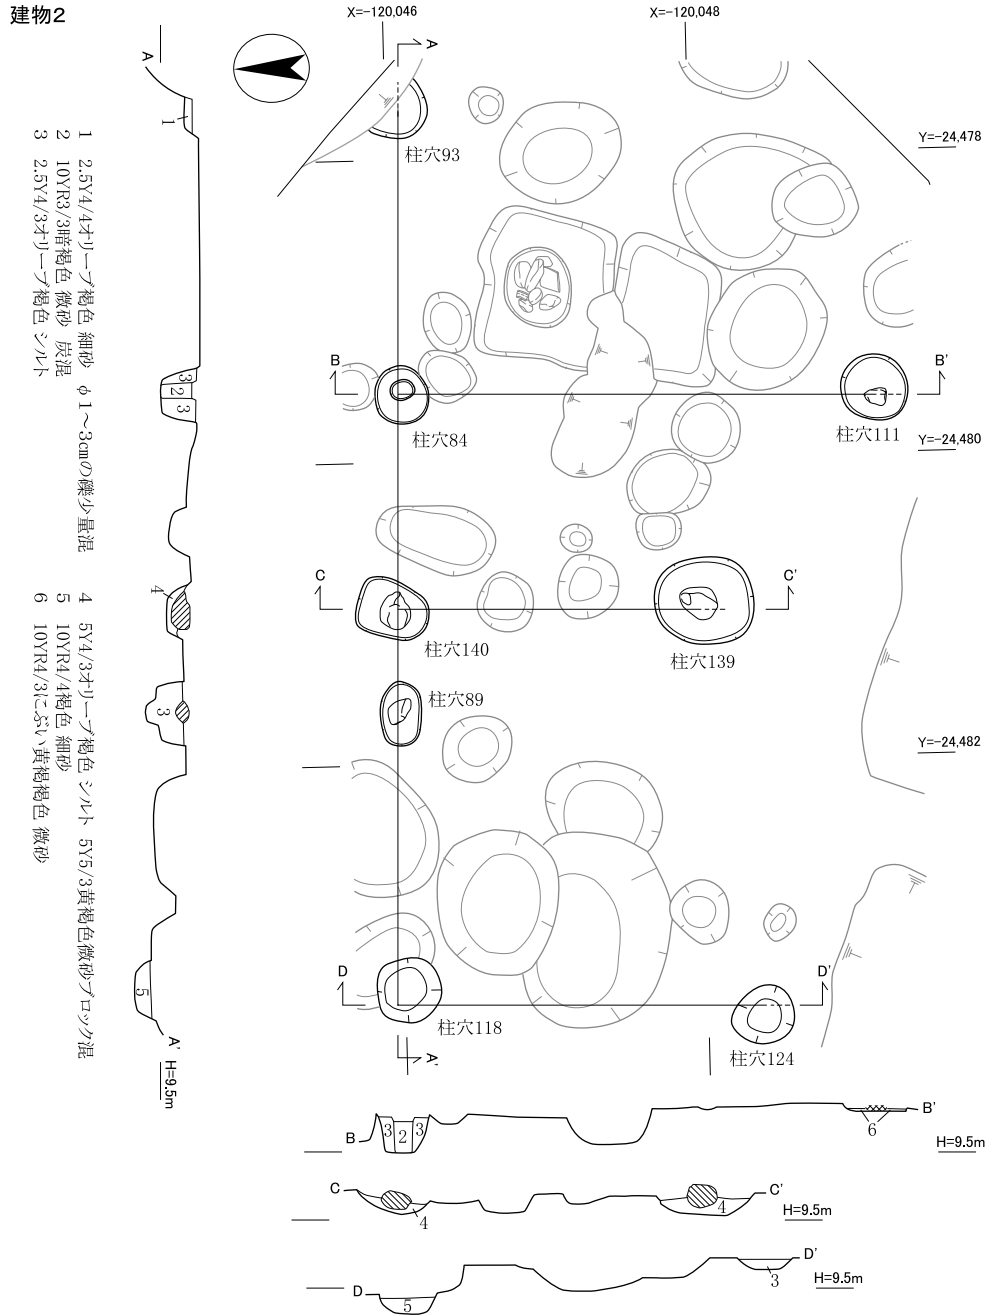 建物2
X=-120,046
X=-120,048
A
A
1
柱穴93
Y=-24,478
1 2.5Y4/4オリーブ褐色 細砂 φ1～3cmの礫少量混
2 10YR3/3暗褐色 微砂 炭混
3 2.5Y4/3オリーブ褐色 シルト
4 5Y4/3オリーブ褐色 シルト 5Y5/3黄褐色微砂ブロック混
5 10YR4/4褐色 細砂
6 10YR4/3にぶい黄褐褐色 微砂
3
2
3
B
B'
柱穴84
柱穴111
Y=-24,480
4
C
C'
柱穴140
柱穴139
3
柱穴89
Y=-24,482
5
A'
H=9.5m
D
D'
柱穴118
柱穴124
A'
B
3
2
3
6
B'
H=9.5m
C
4
4
C'
H=9.5m
D
5
3
D'
H=9.5m